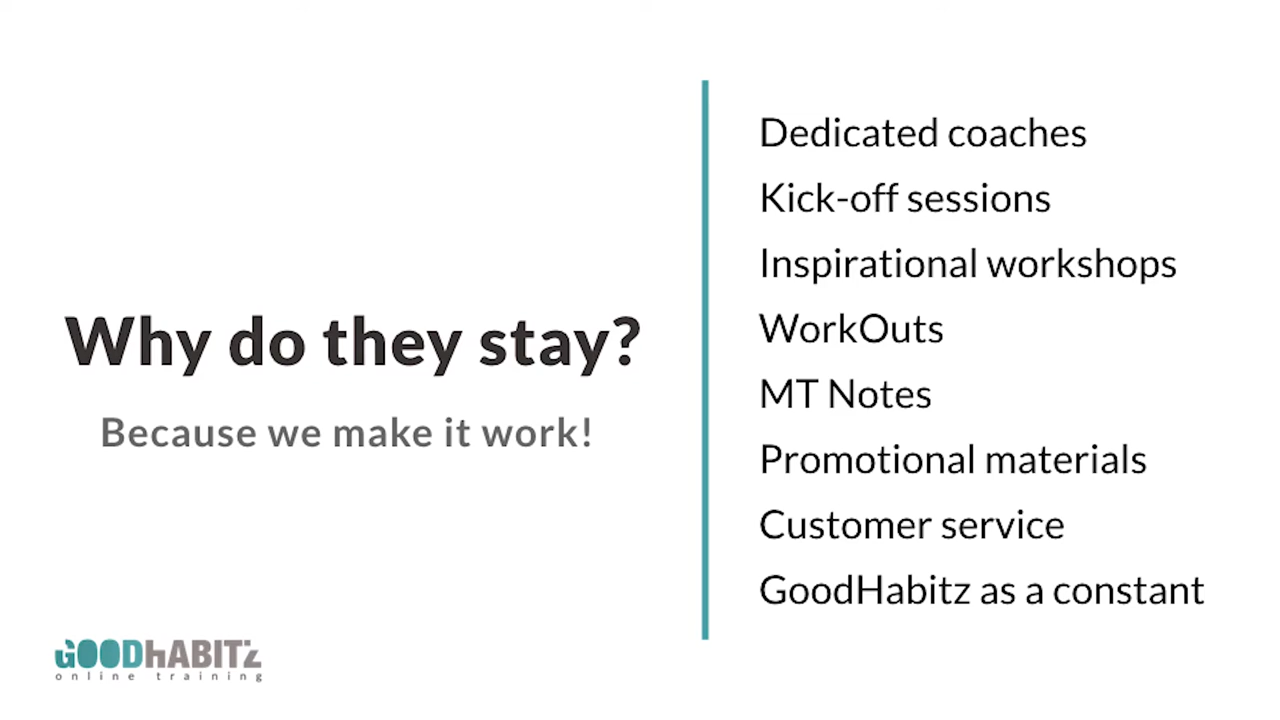 Why do they stay?
Because we make it work!
Dedicated coaches
Kick-off sessions
Inspirational workshops
WorkOuts
MT Notes
Promotional materials
Customer service
GoodHabitz as a constant
GOODHABITZ
online training